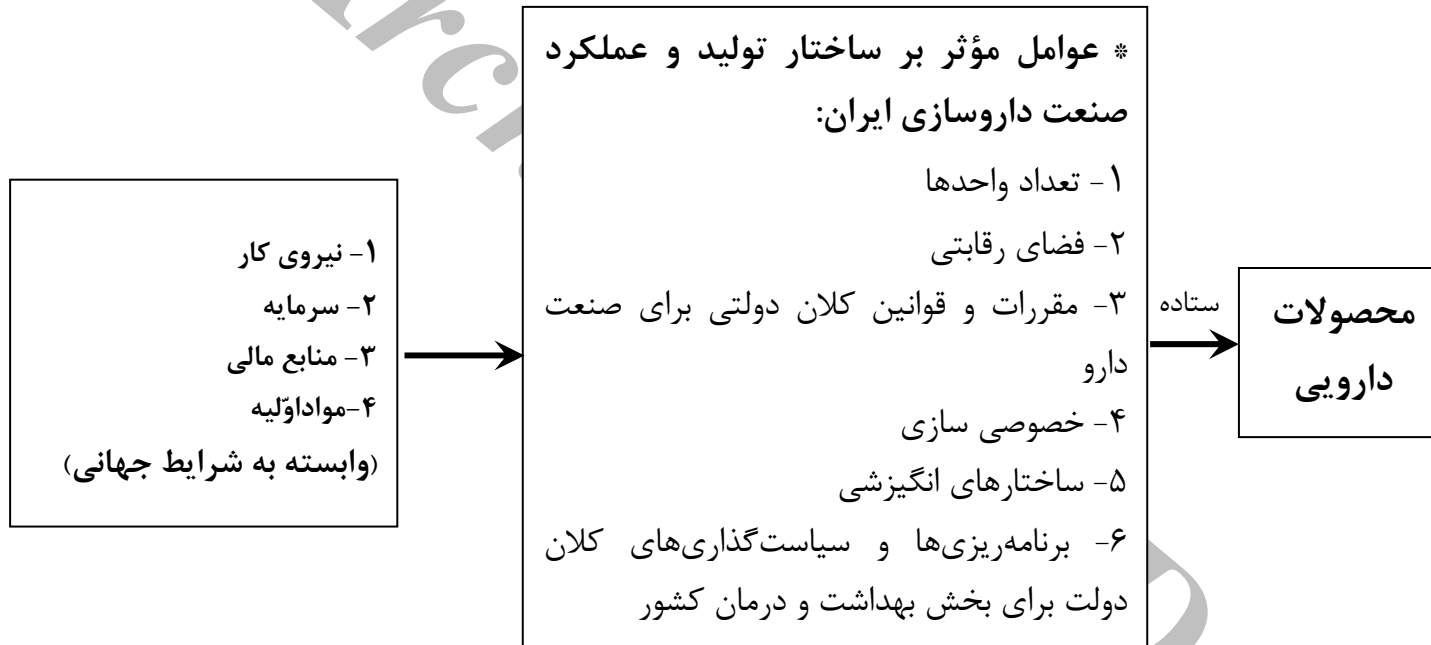 ۱- نیروی کار
۲- سرمایه
۳- منابع مالی
۴-مواداوّلیه
(وابسته به شرایط جهانی)
* عوامل مؤثر بر ساختار تولید و عملکرد
صنعت داروسازی ایران:
۱- تعداد واحدها
۲- فضای رقابتی
۳- مقررات و قوانین کلان دولتی برای صنعت
دارو
۴- خصوصی سازی
۵- ساختارهای انگیزشی
۶- برنامه‌ریزی‌ها و سیاست‌گذاری‌های کلان
دولت برای بخش بهداشت و درمان کشور
ستاده
محصولات
دارویی